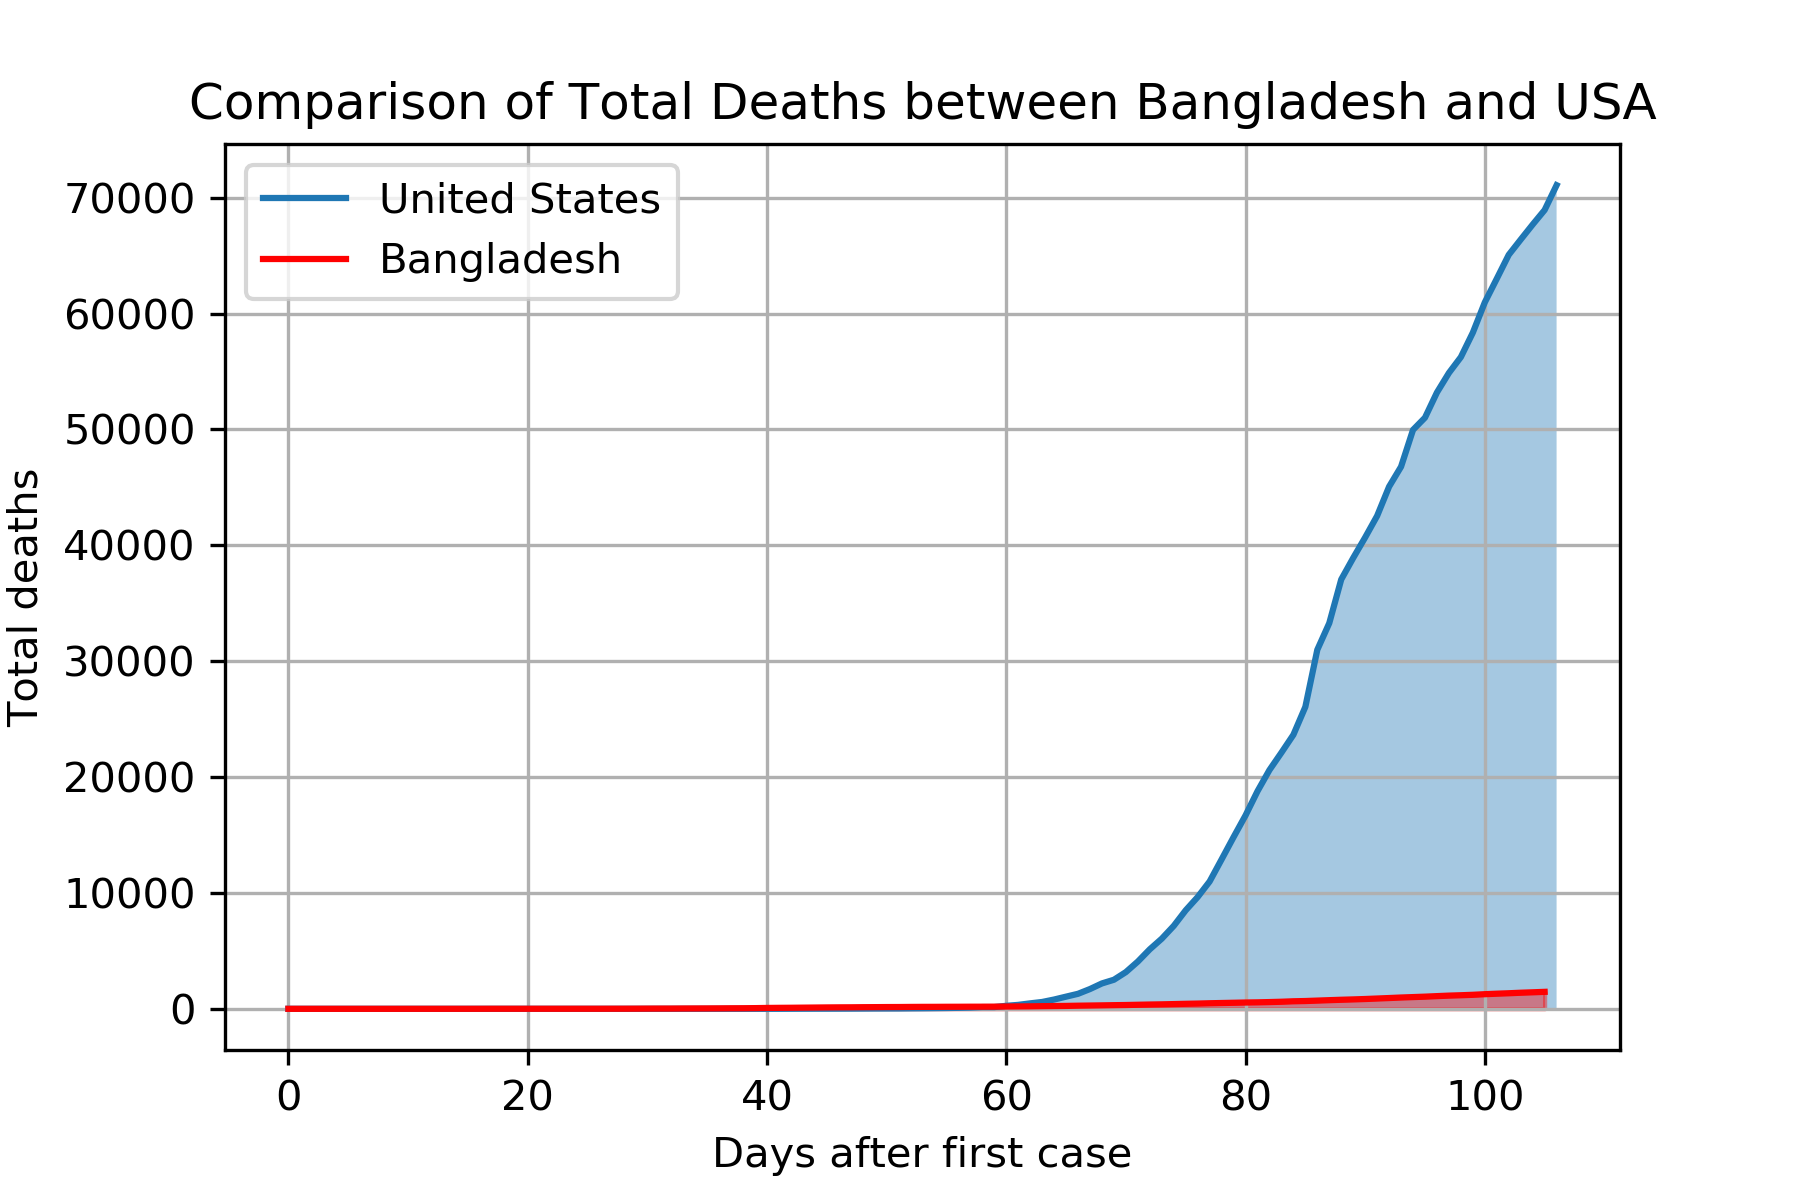 Comparison of Total Deaths between Bangladesh and USA
United States
Bangladesh
70000
60000
50000
40000
30000
20000
10000
0
Total deaths
0 20 40 60 80 100
Days after first case